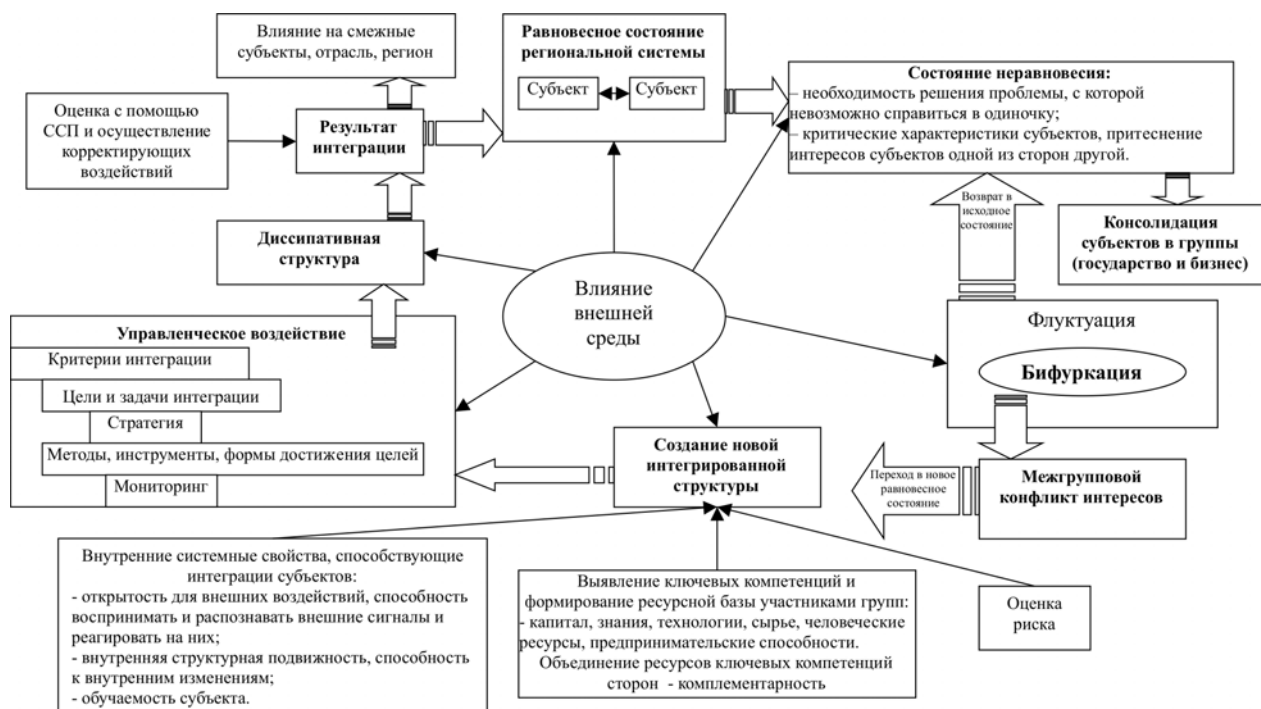 Влияние на смежные
субъекты, отрасль, регион
Равновесное состояние
региональной системы
Субъект
Субъект
Состояние неравновесия:
– необходимость решения проблемы, с которой
невозможно справиться в одиночку;
– критические характеристики субъектов, притеснение
интересов субъектов одной из сторон другой.
Оценка с помощью
ССП и осуществление
корректирующих
воздействий
Результат
интеграции
Возврат в
исходное
состояние
Консолидация
субъектов в группы
(государство и бизнес)
Диссипативная
структура
Влияние
внешней
среды
Флуктуация
Бифуркация
Управленческое воздействие
Критерии интеграции
Цели и задачи интеграции
Стратегия
Методы, инструменты, формы достижения целей
Мониторинг
Создание новой
интегрированной
структуры
Переход в новое
равновесное
состояние
Межгрупповой
конфликт интересов
Внутренние системные свойства, способствующие
интеграции субъектов:
- открытость для внешних воздействий, способность
воспринимать и распознавать внешние сигналы и
реагировать на них;
- внутренняя структурная подвижность, способность
к внутренним изменениям;
- обучаемость субъекта.
Выявление ключевых компетенций и
формирование ресурсной базы участниками групп:
- капитал, знания, технологии, сырье, человеческие
ресурсы, предпринимательские способности.
Объединение ресурсов ключевых компетенций
сторон - комплементарность
Оценка
риска